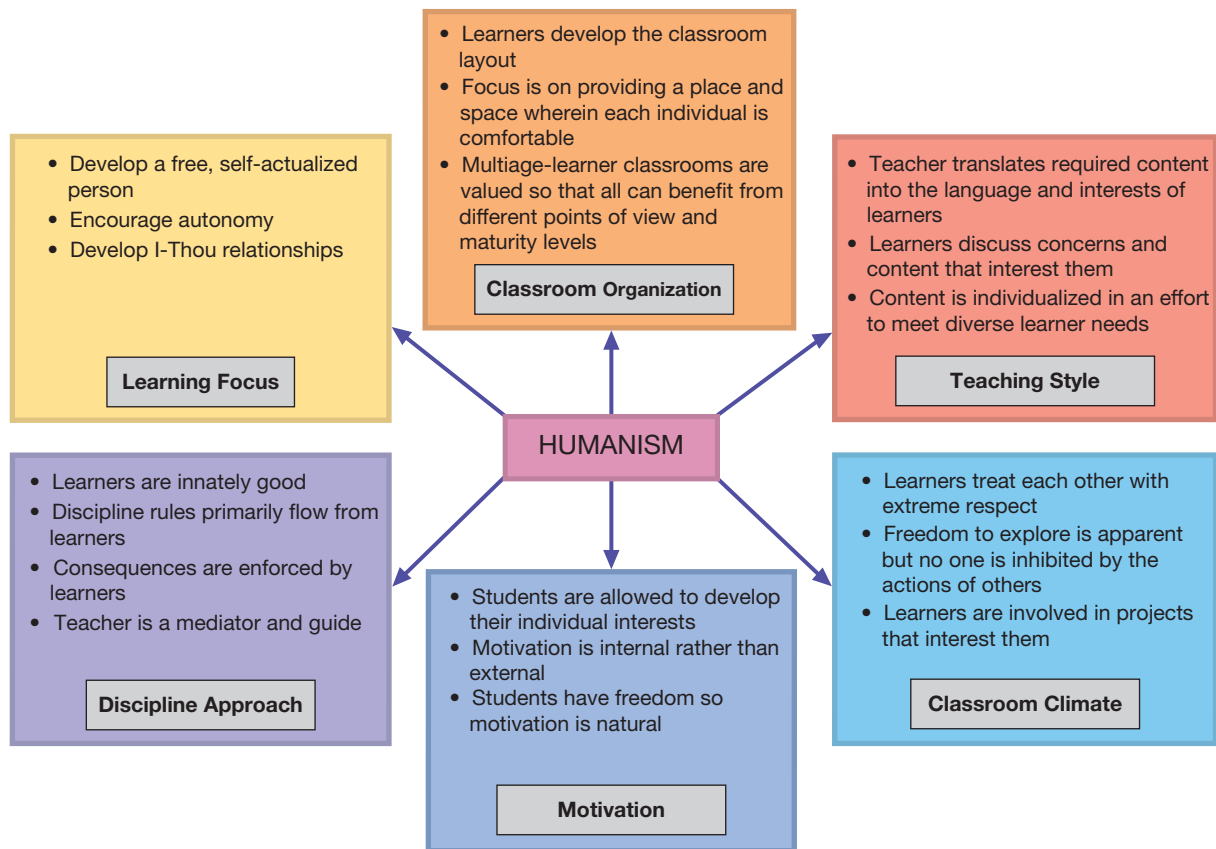 • Learners develop the classroom
layout
• Focus is on providing a place and
space wherein each individual is
comfortable
• Multiage-learner classrooms are
valued so that all can benefit from
different points of view and
maturity levels
Classroom Organization
• Develop a free, self-actualized
person
• Encourage autonomy
• Develop I-Thou relationships
Learning Focus
• Teacher translates required content
into the language and interests of
learners
• Learners discuss concerns and
content that interest them
• Content is individualized in an effort
to meet diverse learner needs
Teaching Style
HUMANISM
• Learners are innately good
• Discipline rules primarily flow from
learners
• Consequences are enforced by
learners
• Teacher is a mediator and guide
Discipline Approach
• Students are allowed to develop
their individual interests
• Motivation is internal rather than
external
• Students have freedom so
motivation is natural
Motivation
• Learners treat each other with
extreme respect
• Freedom to explore is apparent
but no one is inhibited by the
actions of others
• Learners are involved in projects
that interest them
Classroom Climate